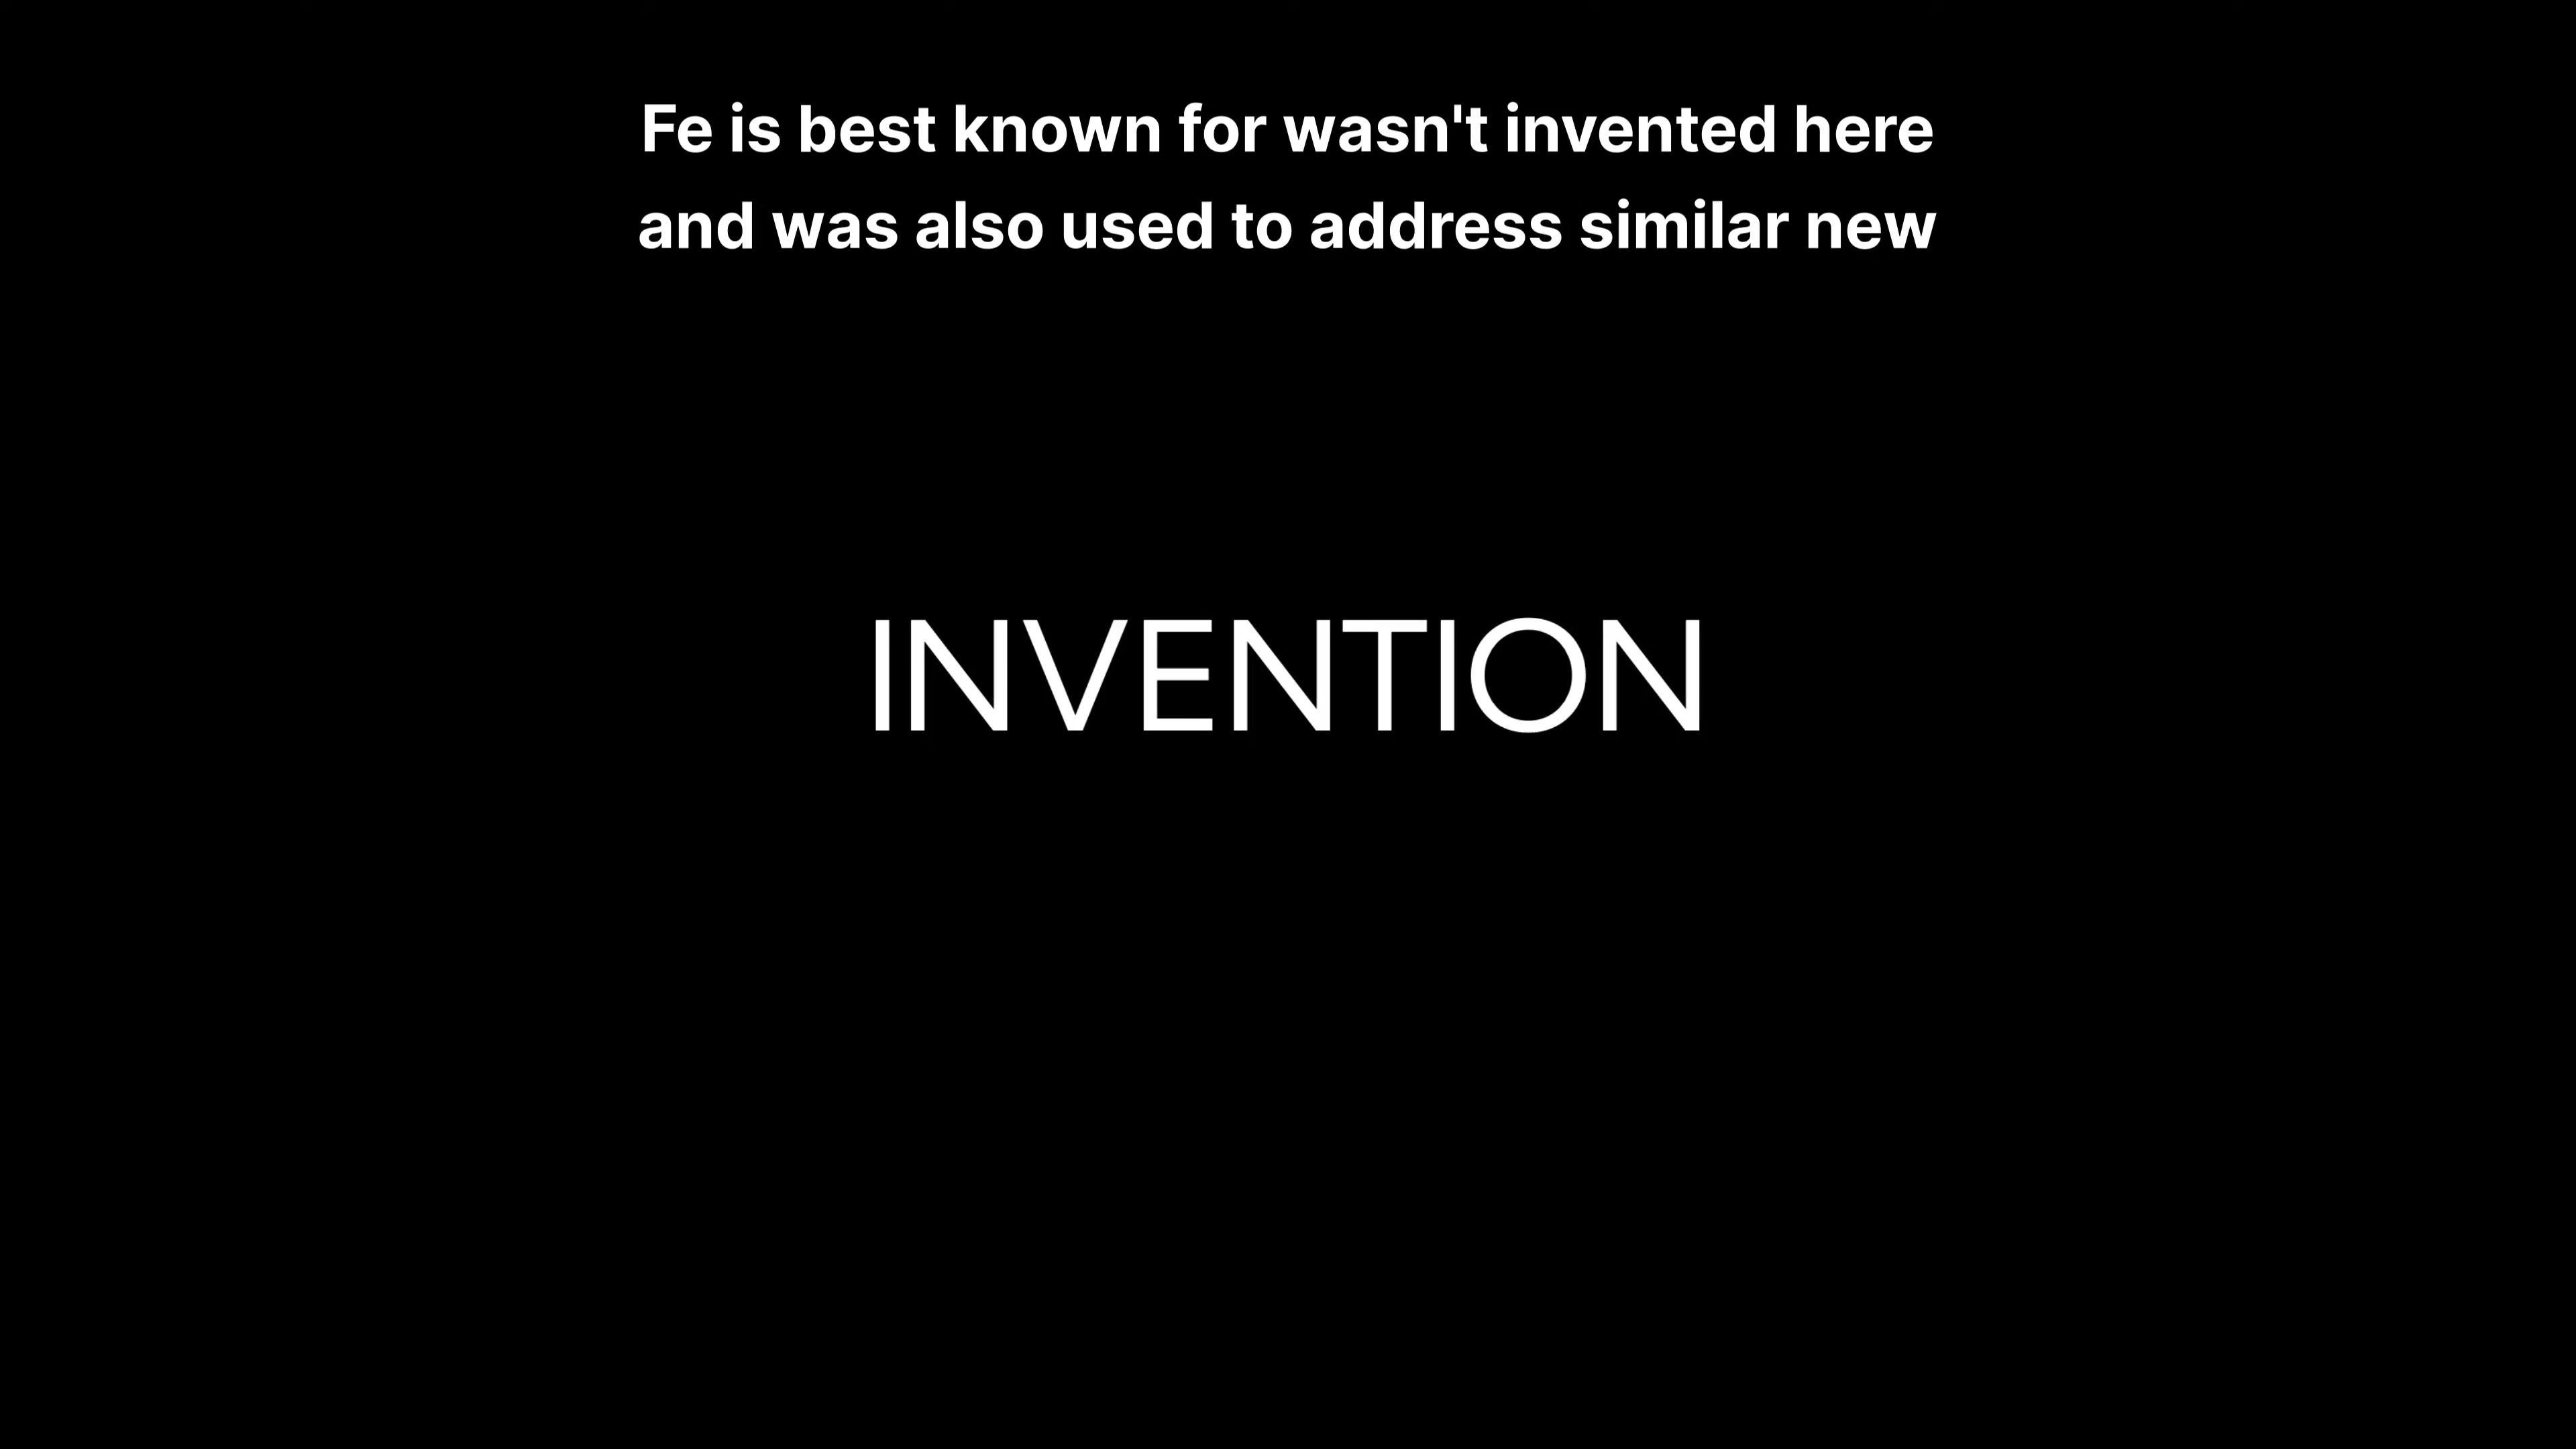 Fe is best known for wasn't invented here
and was also used to address similar new
INVENTION